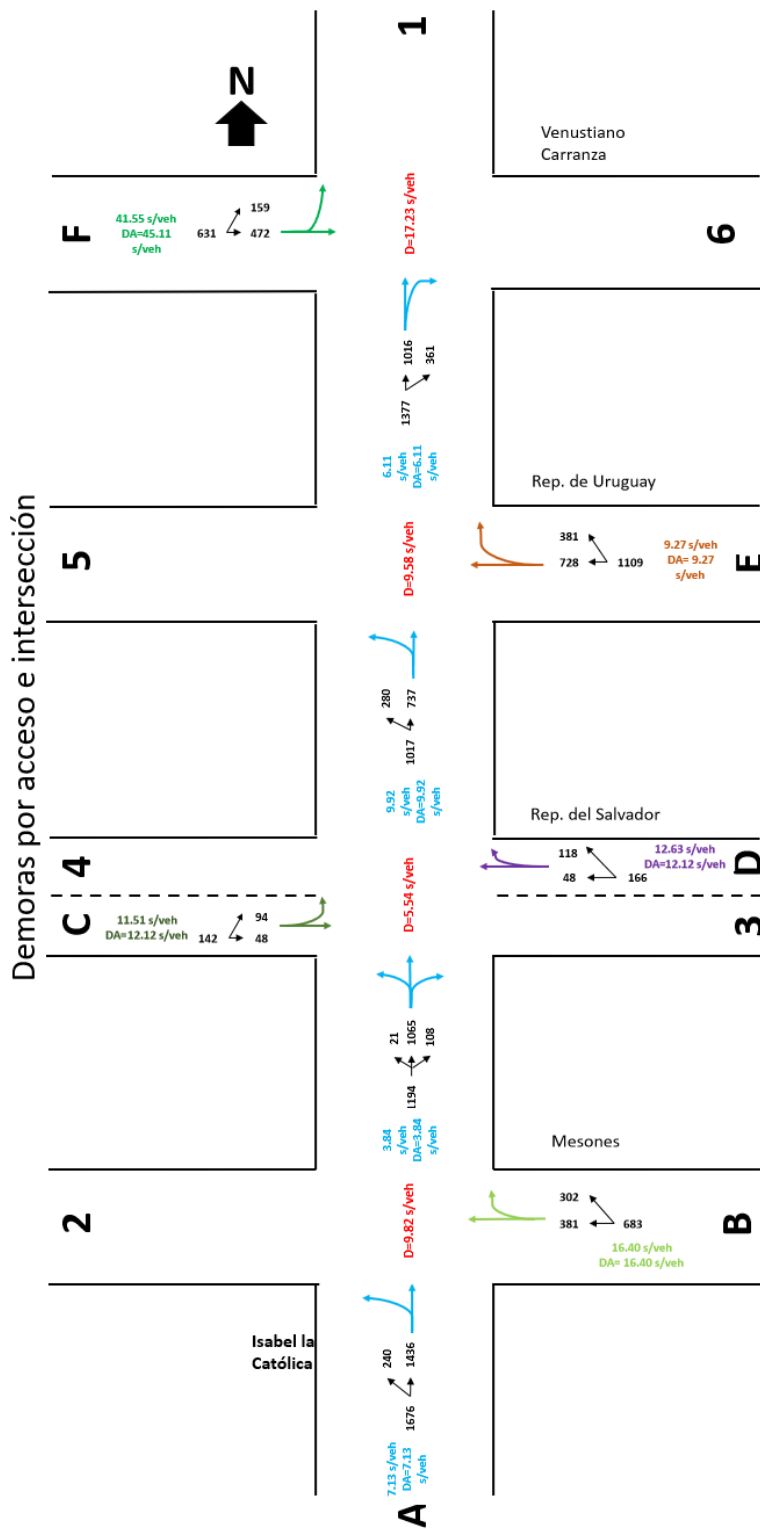 Demoras por acceso e intersección
1
N
Venustiano
Carranza
F
41.55 s/veh
DA=45.11
s/veh
631
159
472
D=17.23 s/veh
6
1377
1016
361
6.11
s/veh
DA=6.11
s/veh
Rep. de Uruguay
5
D=9.58 s/veh
381
728
1109
9.27 s/veh
DA= 9.27
s/veh
E
280
737
1017
9.92
s/veh
DA=9.92
s/veh
Rep. del Salvador
4
C
11.51 s/veh
DA=12.12 s/veh
142
94
48
D=5.54 s/veh
118
48
166
12.63 s/veh
DA=12.12 s/veh
D
3
21
1065
108
1194
3.84
s/veh
DA=3.84
s/veh
Mesones
2
D=9.82 s/veh
302
381
683
16.40 s/veh
DA= 16.40 s/veh
B
Isabel la
Católica
240
1436
1676
7.13 s/veh
DA=7.13
s/veh
A